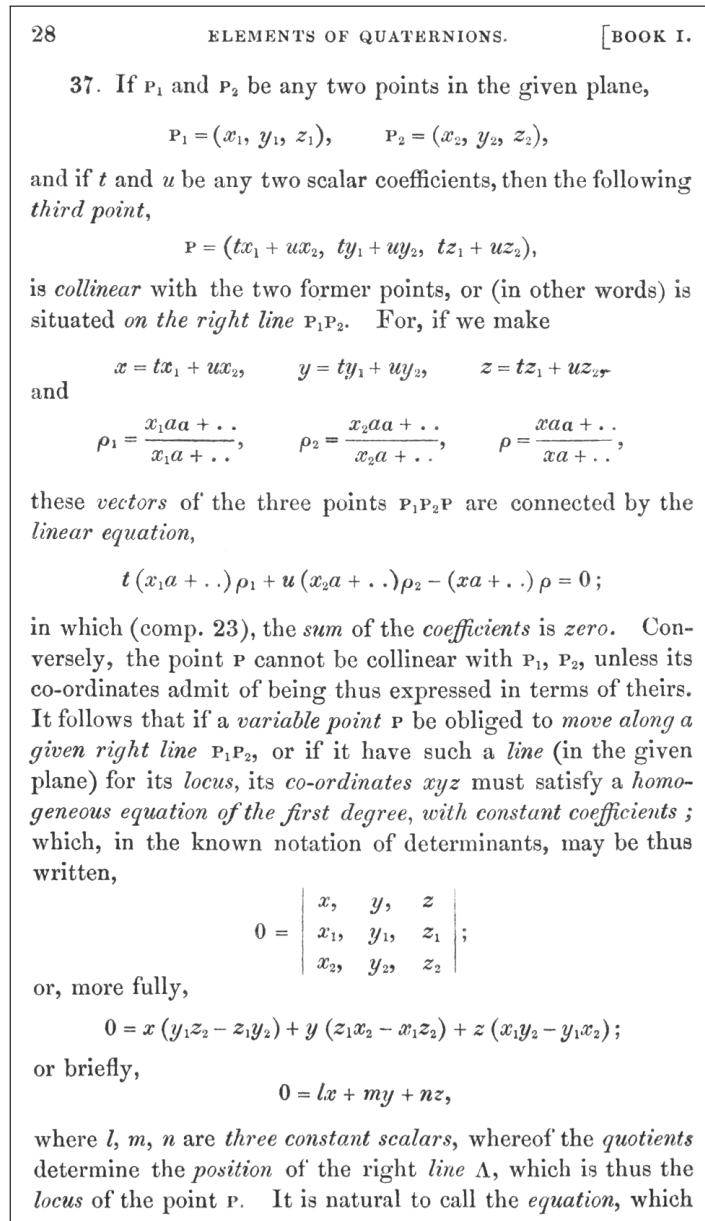 28 ELEMENTS OF QUATERNIONS. [BOOK I.
37. If P₁ and P₂ be any two points in the given plane,
P₁ = (x₁, y₁, z₁), P₂ = (x₂, y₂, z₂),
and if t and u be any two scalar coefficients, then the following
third point,
P = (tx₁ + ux₂, ty₁ + uy₂, tz₁ + uz₂),
is collinear with the two former points, or (in other words) is
situated on the right line P₁P₂. For, if we make
x = tx₁ + ux₂, y = ty₁ + uy₂, z = tz₁ + uz₂,
and
ρ₁ = (x₁aα + . .)/(x₁a + . .), ρ₂ = (x₂aα + . .)/(x₂a + . .), ρ = (xaα + . .)/(xa + . .),
these vectors of the three points P₁P₂P are connected by the
linear equation,
t (x₁a + . .) ρ₁ + u (x₂a + . .) ρ₂ − (xa + . .) ρ = 0 ;
in which (comp. 23), the sum of the coefficients is zero. Con-
versely, the point P cannot be collinear with P₁, P₂, unless its
co-ordinates admit of being thus expressed in terms of theirs.
It follows that if a variable point P be obliged to move along a
given right line P₁P₂, or if it have such a line (in the given
plane) for its locus, its co-ordinates xyz must satisfy a homo-
geneous equation of the first degree, with constant coefficients ;
which, in the known notation of determinants, may be thus
written,
x, y, z
0 = | x₁, y₁, z₁ | ;
x₂, y₂, z₂
or, more fully,
0 = x (y₁z₂ − z₁y₂) + y (z₁x₂ − x₁z₂) + z (x₁y₂ − y₁x₂) ;
or briefly,
0 = lx + my + nz,
where l, m, n are three constant scalars, whereof the quotients
determine the position of the right line Λ, which is thus the
locus of the point P. It is natural to call the equation, which